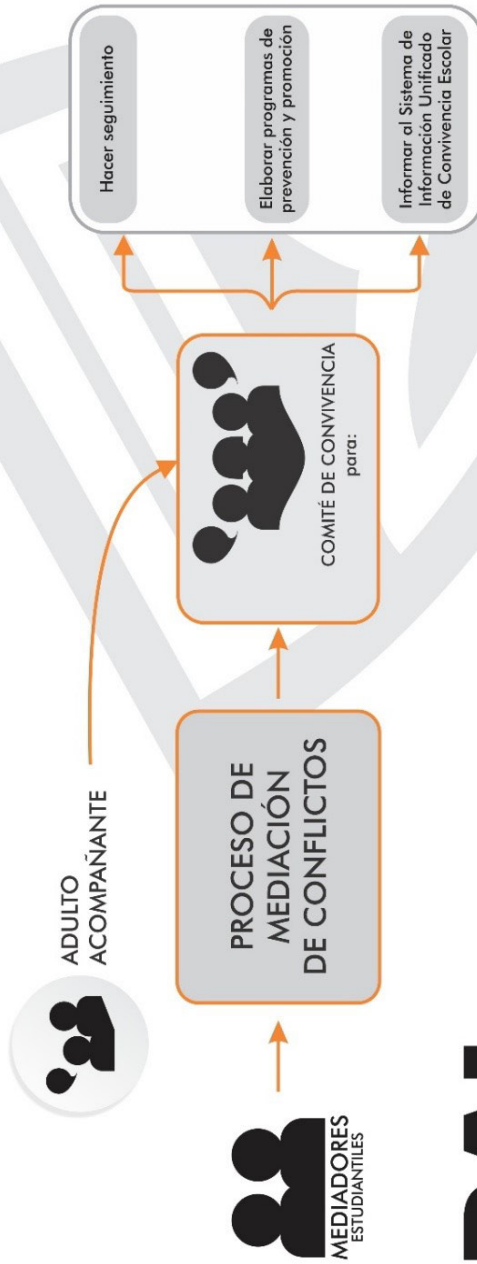 ADULTO
ACOMPAÑANTE
MEDIADORES
ESTUDIANTILES
PROCESO DE
MEDIACIÓN
DE CONFLICTOS
COMITÉ DE CONVIVENCIA
para:
Hacer seguimiento
Elaborar programas de
prevención y promoción
Informar al Sistema de
Información Unificado
de Convivencia Escolar